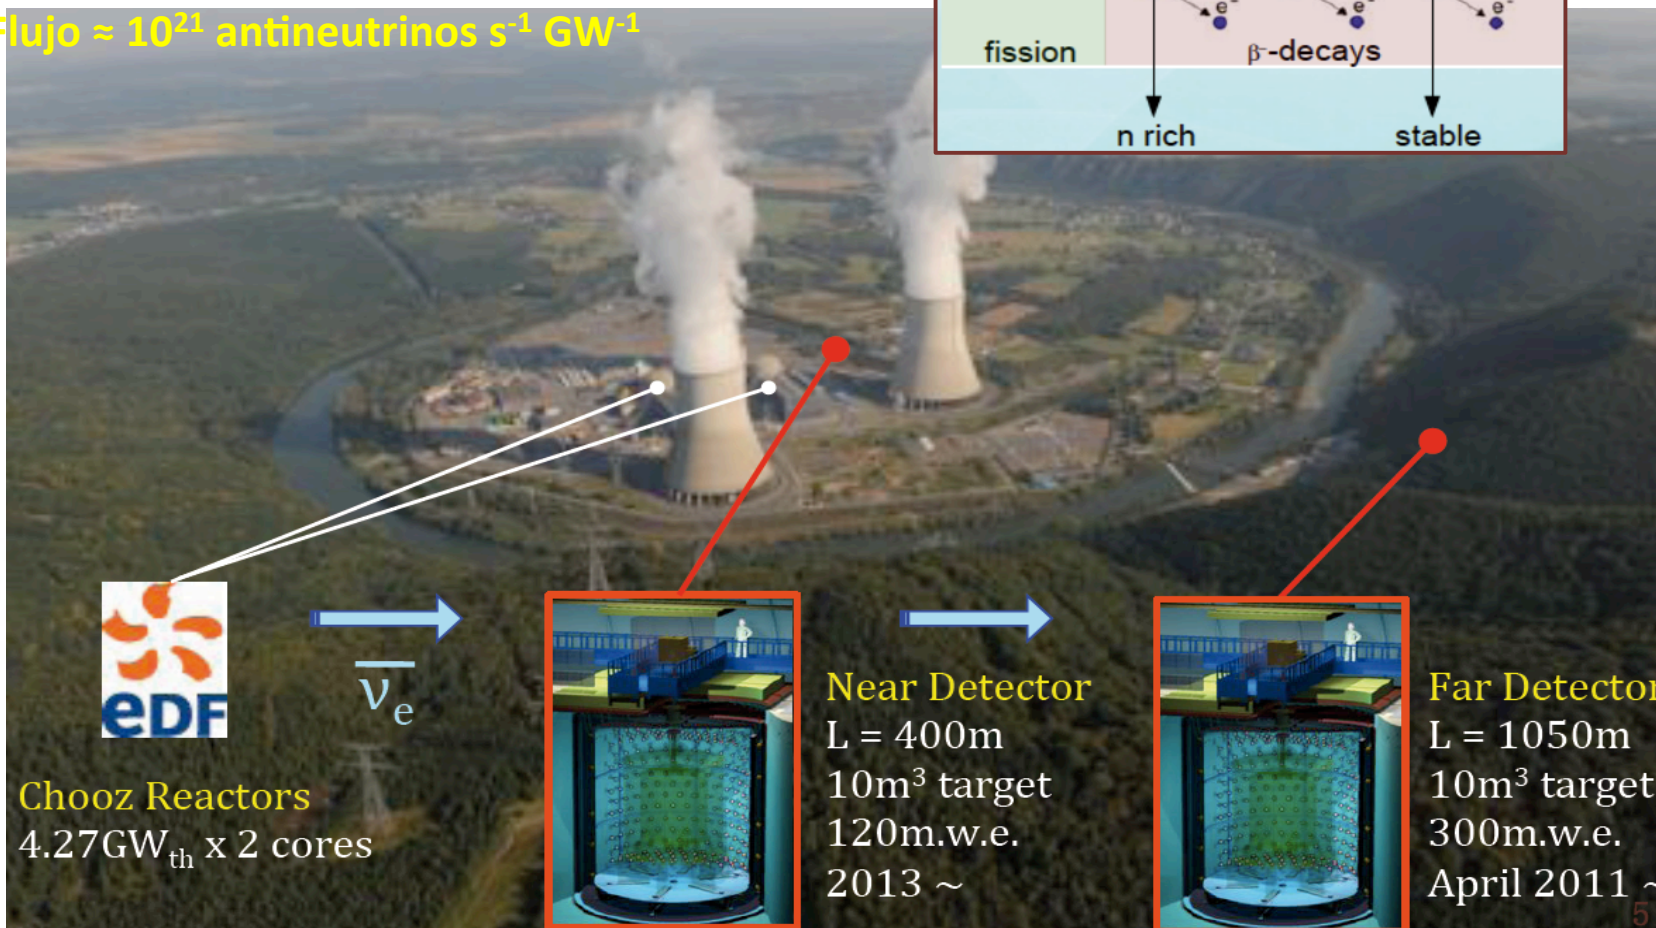 Flujo ≈ 10²¹ antineutrinos s⁻¹ GW⁻¹
e⁻ e⁻ e⁻
fission
β⁻-decays
n rich
stable
eDF
ν̅ₑ
Chooz Reactors
4.27GWₜₕ x 2 cores
Near Detector
L = 400m
10m³ target
120m.w.e.
2013 ~
Far Detector
L = 1050m
10m³ target
300m.w.e.
April 2011 ~
5